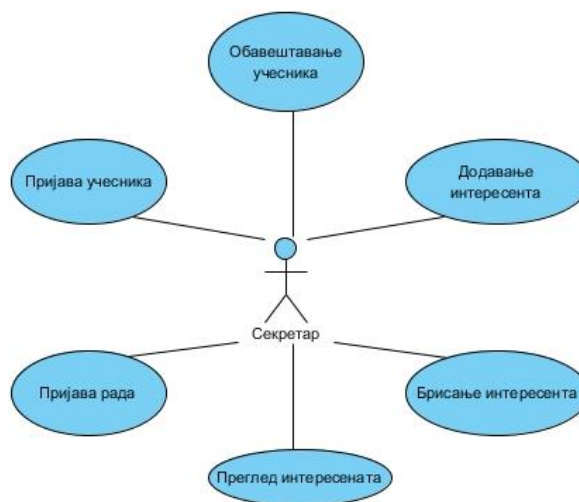 Обавештавање
учесника
Пријава учесника
Додавање
интересента
Секретар
Пријава рада
Брисање интересента
Преглед интересената